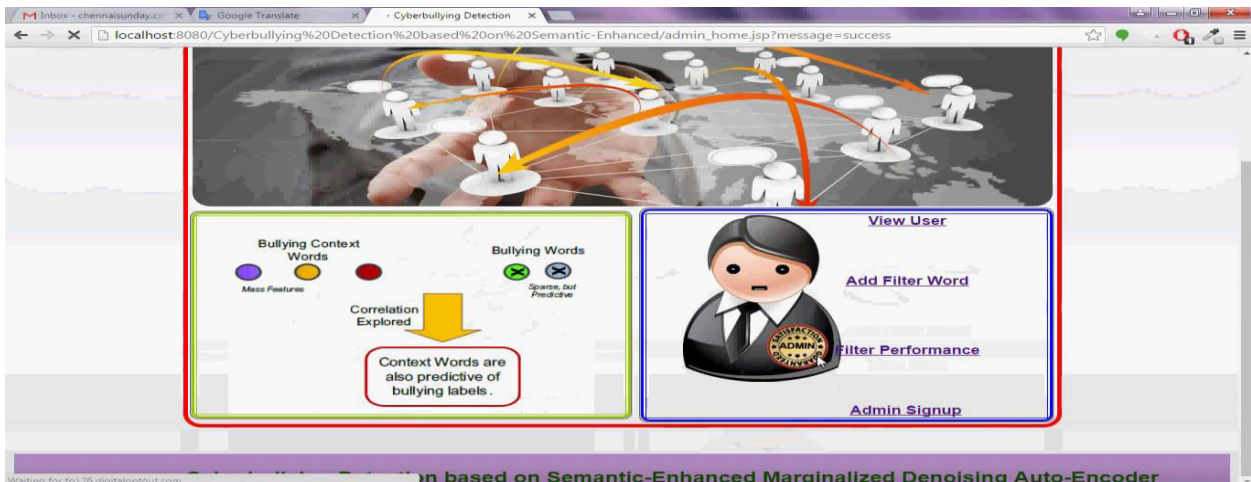 Inbox - chennaisunday.c
Google Translate
Cyberbullying Detection
localhost:8080/Cyberbullying%20Detection%20based%20on%20Semantic-Enhanced/admin_home.jsp?message=success
Bullying Context
Words
Mass Features
Bullying Words
Sparse, but
Predictive
Correlation
Explored
Context Words are
also predictive of
bullying labels.
View User
Add Filter Word
Filter Performance
Admin Signup
SATISFACTION
ADMIN
GUARANTEED
based on Semantic-Enhanced Marginalized Denoising Auto-Encoder